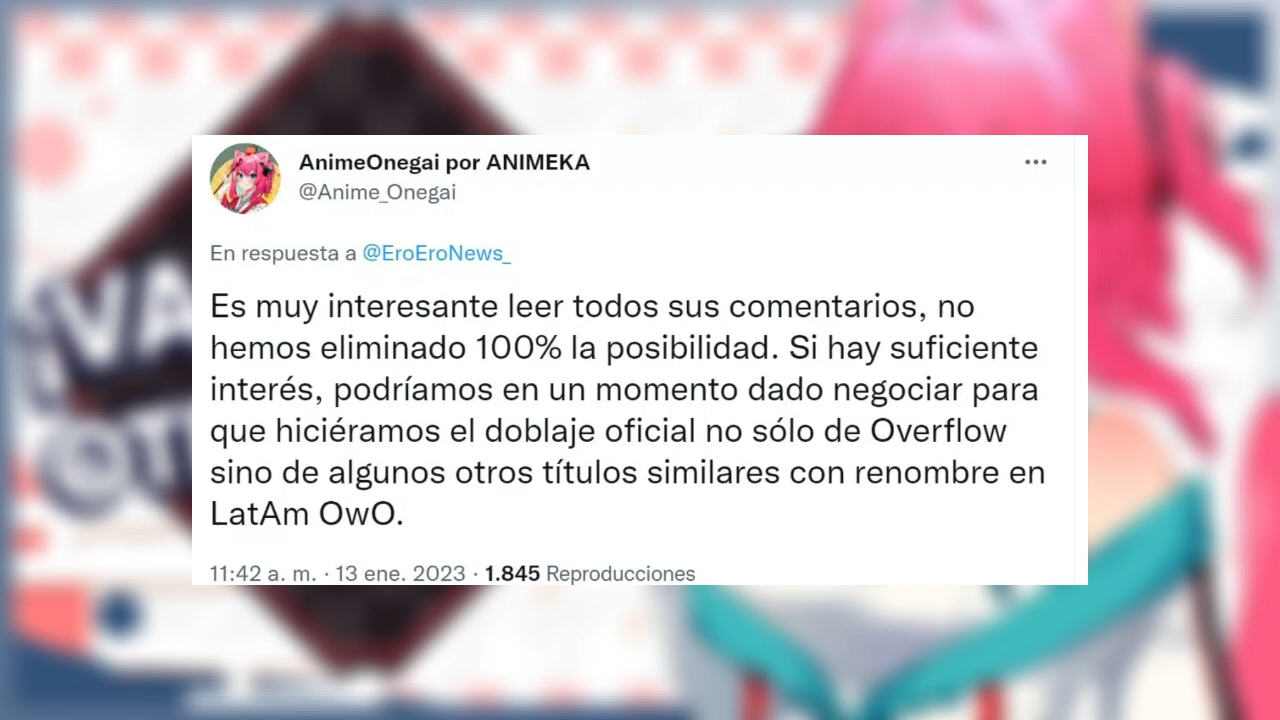 AnimeOnegai por ANIMEKA
@Anime_Onegai
En respuesta a @EroEroNews_
Es muy interesante leer todos sus comentarios, no
hemos eliminado 100% la posibilidad. Si hay suficiente
interés, podríamos en un momento dado negociar para
que hiciéramos el doblaje oficial no sólo de Overflow
sino de algunos otros títulos similares con renombre en
LatAm OwO.
11:42 a. m. · 13 ene. 2023 · 1.845 Reproducciones